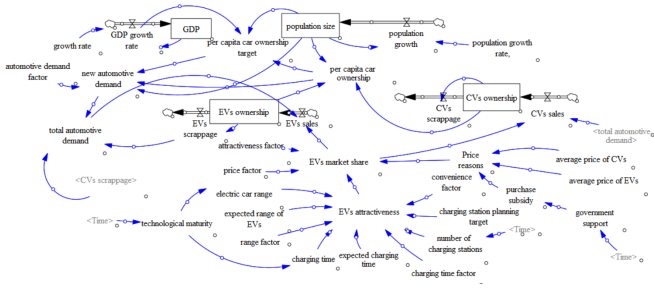 GDP growth
rate
GDP
growth rate
population size
population
growth
population growth
rate,
per capita car ownership
target
automotive demand
factor
new automotive
demand
per capita car
ownership
EVs ownership
EVs
scrappage
EVs sales
CVs ownership
CVs
scrappage
CVs sales
total automotive
demand
<total automotive
demand>
attractiveness factor
EVs market share
price factor
Price
reasons
average price of CVs
average price of EVs
<CVs scrappage>
convenience
factor
purchase
subsidy
electric car range
EVs attractiveness
charging station planning
target
government
support
<Time>
technological maturity
expected range of
EVs
range factor
number of
charging stations
<Time>
<Time>
charging time
expected charging
time
charging time factor